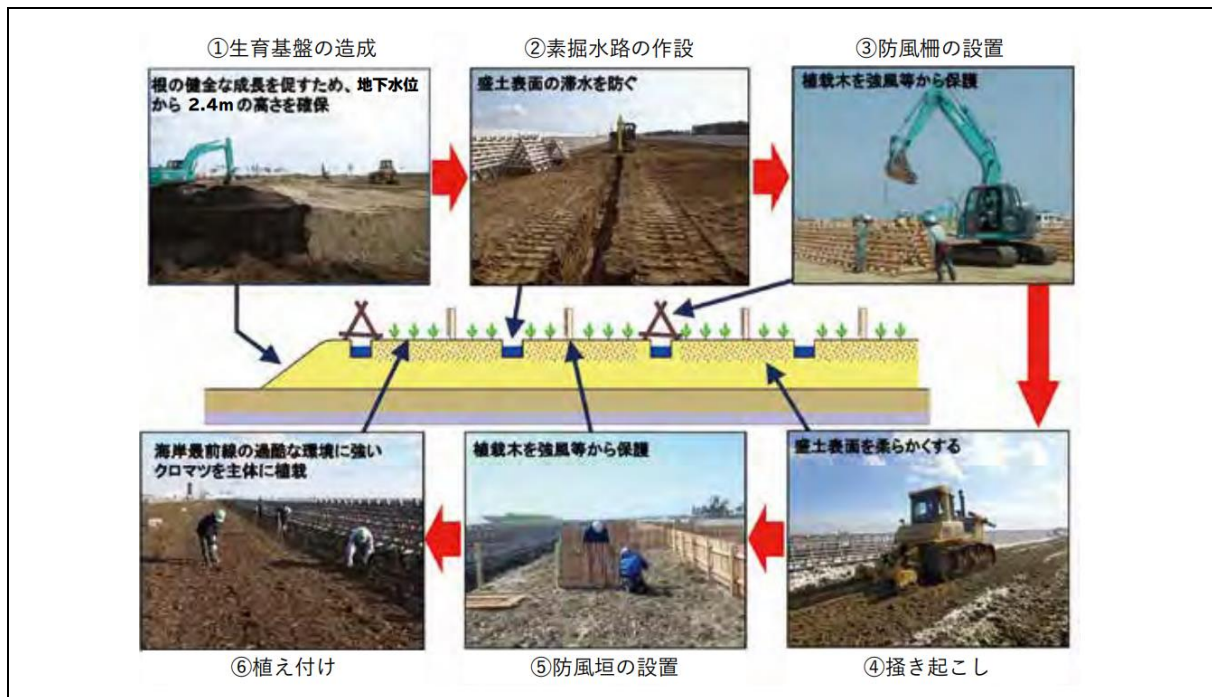 ①生育基盤の造成
根の健全な成長を促すため、地下水位
から 2.4m の高さを確保
②素掘水路の作設
盛土表面の滞水を防ぐ
③防風柵の設置
植栽木を強風等から保護
海岸最前線の過酷な環境に強い
クロマツを主体に植栽
⑥植え付け
植栽木を強風等から保護
⑤防風垣の設置
盛土表面を柔らかくする
④掻き起こし